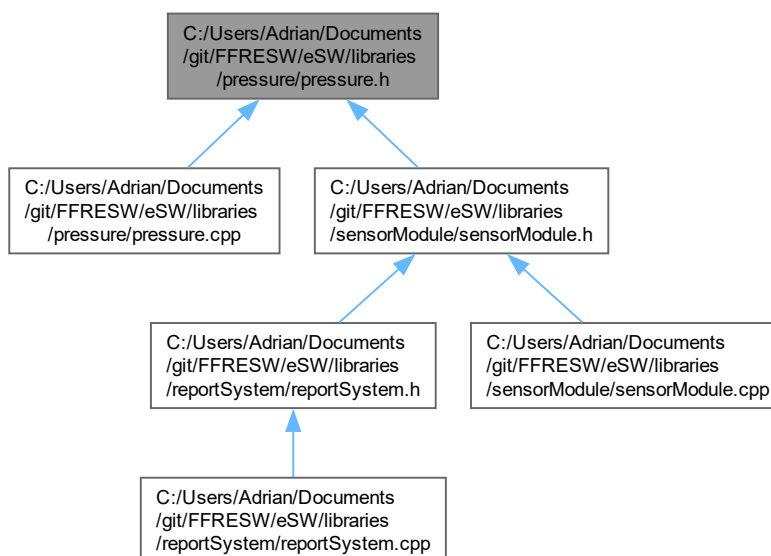 C:/Users/Adrian/Documents
/git/FFRESW/eSW/libraries
/pressure/pressure.h
C:/Users/Adrian/Documents
/git/FFRESW/eSW/libraries
/pressure/pressure.cpp
C:/Users/Adrian/Documents
/git/FFRESW/eSW/libraries
/sensorModule/sensorModule.h
C:/Users/Adrian/Documents
/git/FFRESW/eSW/libraries
/reportSystem/reportSystem.h
C:/Users/Adrian/Documents
/git/FFRESW/eSW/libraries
/sensorModule/sensorModule.cpp
C:/Users/Adrian/Documents
/git/FFRESW/eSW/libraries
/reportSystem/reportSystem.cpp